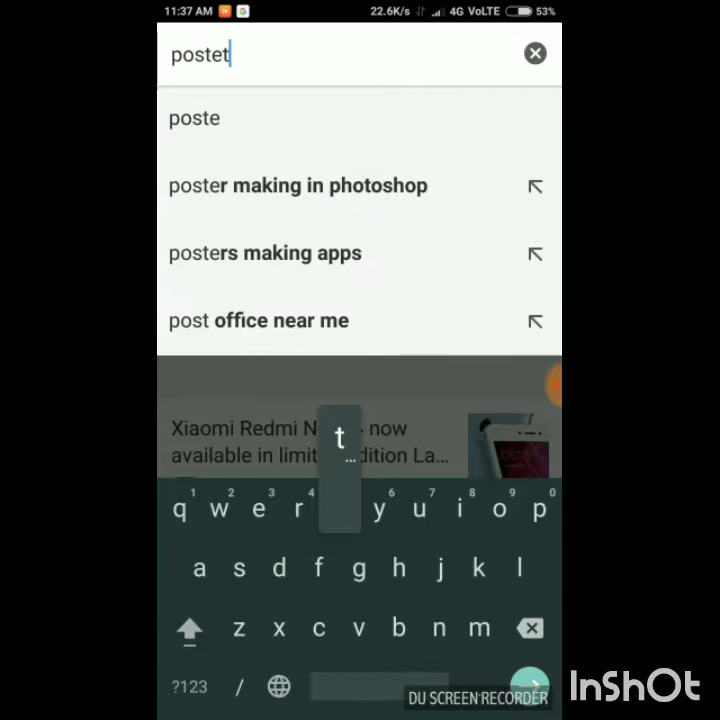 11:37 AM 22.6K/s 4G VoLTE 53%
postet
poste
poster making in photoshop
posters making apps
post office near me
Xiaomi Redmi N now
available in limit dition La...
t
...
1 2 3 4 6 7 8 9 0
q w e r y u i o p
a s d f g h j k l
z x c v b n m
?123 /
DU SCREEN RECORDER
InShOt